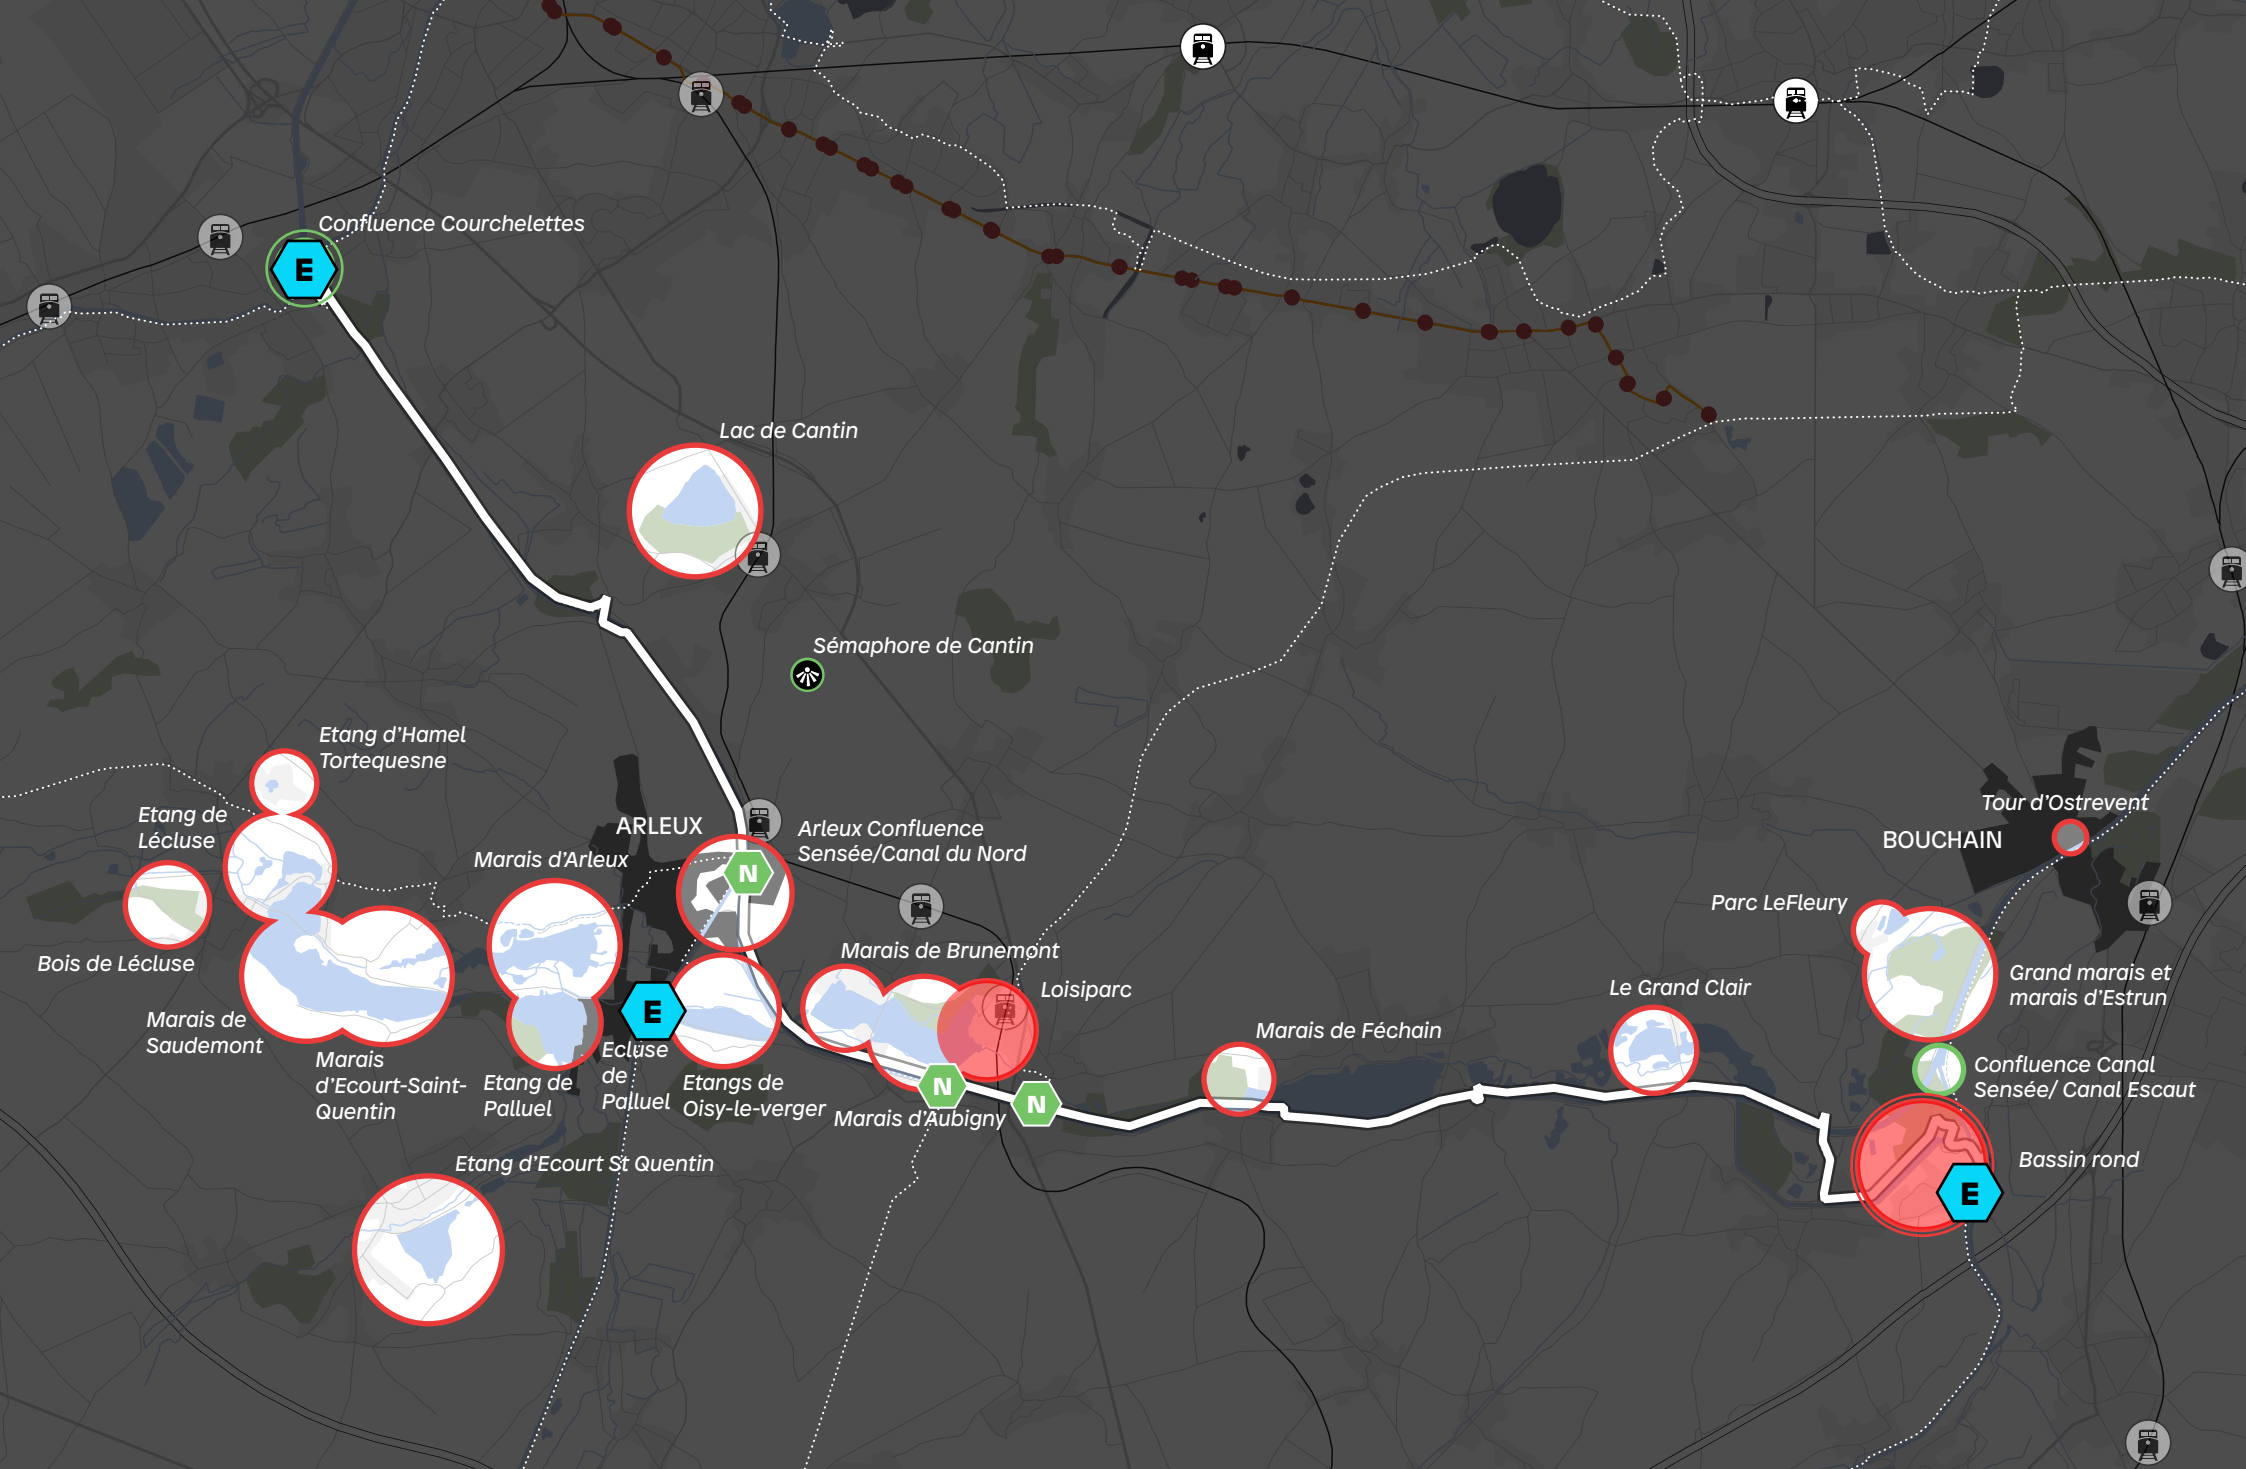 Confluence Courchelettes
E
Lac de Cantin
Sémaphore de Cantin
Etang d'Hamel
Tortequesne
Etang de
Lécluse
Bois de Lécluse
Marais de
Saudemont
Marais
d'Ecourt-Saint-
Quentin
ARLEUX
Marais d'Arleux
Arleux Confluence
Sensée/Canal du Nord
N
E
Ecluse
de
Palluel
Etang de
Palluel
Etangs de
Oisy-le-verger
Marais de Brunemont
Loisiparc
N
N
Marais d'Aubigny
Etang d'Ecourt St Quentin
Marais de Féchain
Le Grand Clair
Tour d'Ostrevent
BOUCHAIN
Parc LeFleury
Grand marais et
marais d'Estrun
Confluence Canal
Sensée/ Canal Escaut
Bassin rond
E